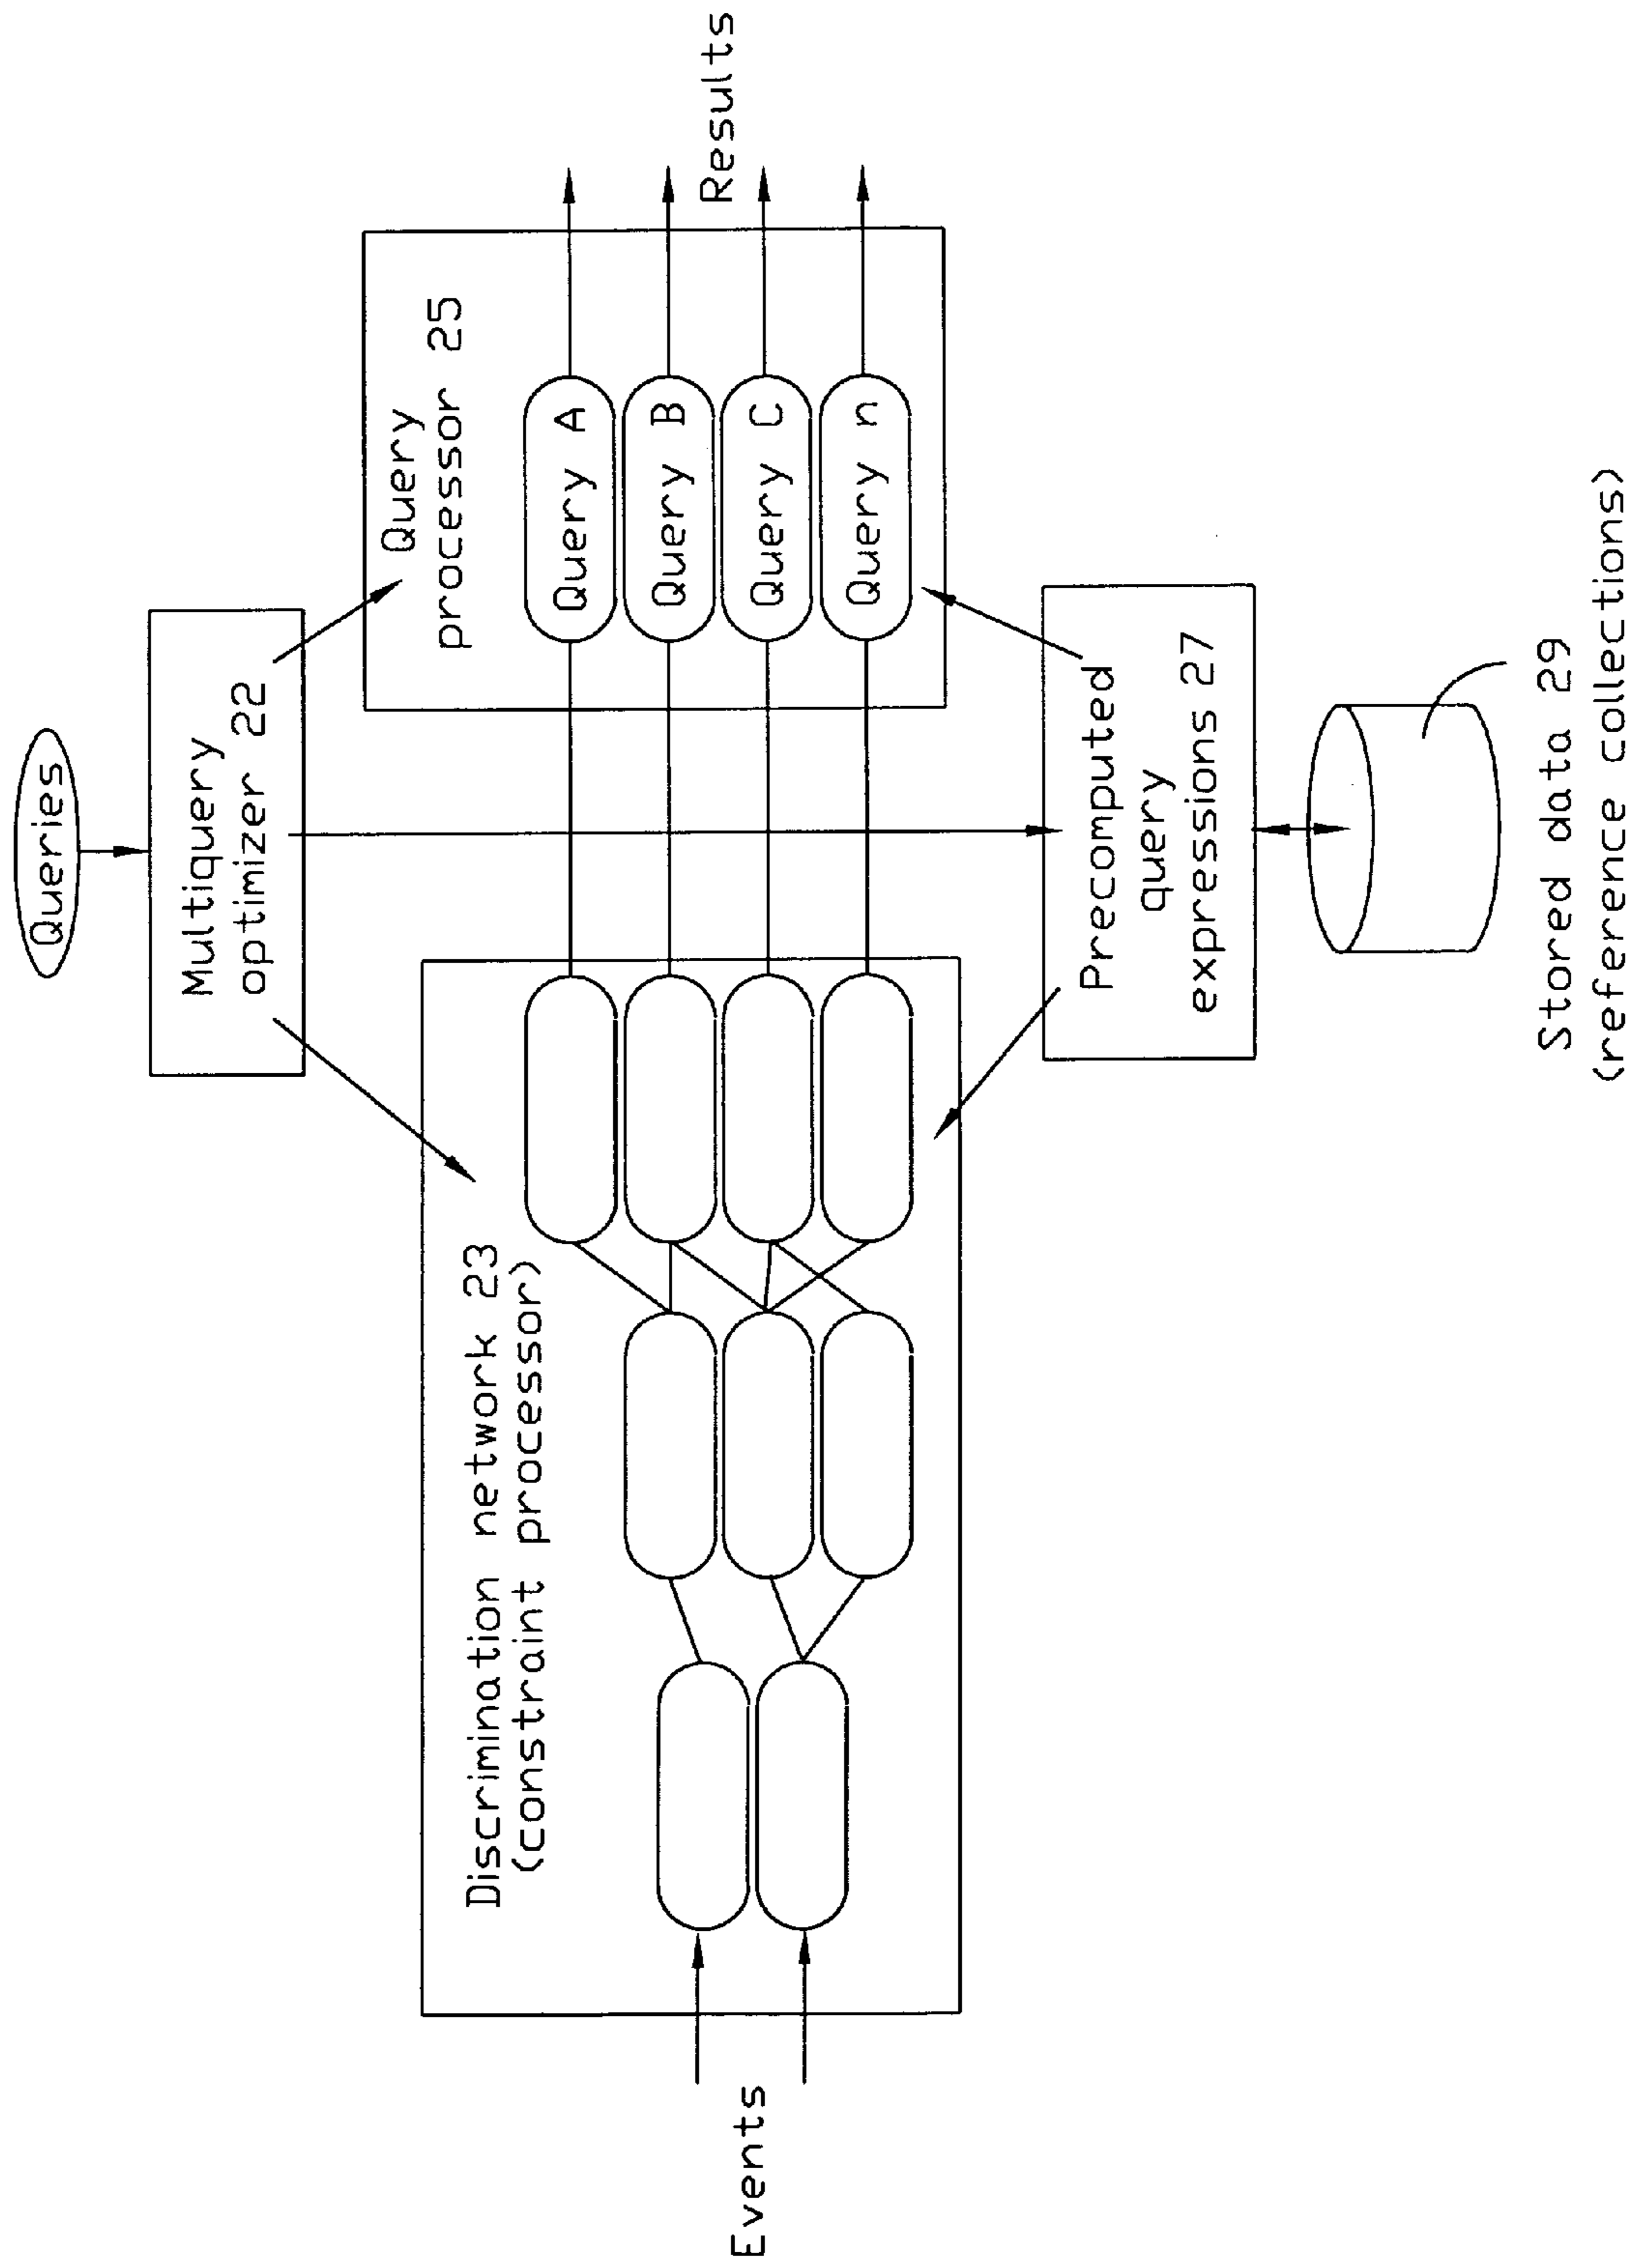 Queries
Multiquery
optimizer 22
Discrimination network 23
(constraint processor)
Query
processor 25
Events
Query A
Query B
Query C
Query n
Results
Precomputed
query
expressions 27
Stored data 29
(reference collections)